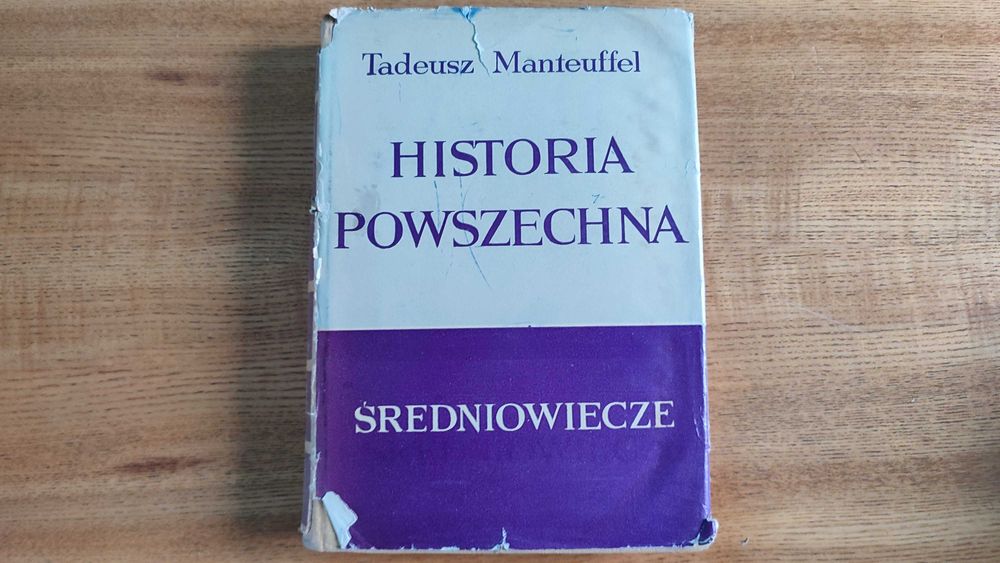 Tadeusz Manteuffel
HISTORIA
POWSZECHNA
ŚREDNIOWIECZE